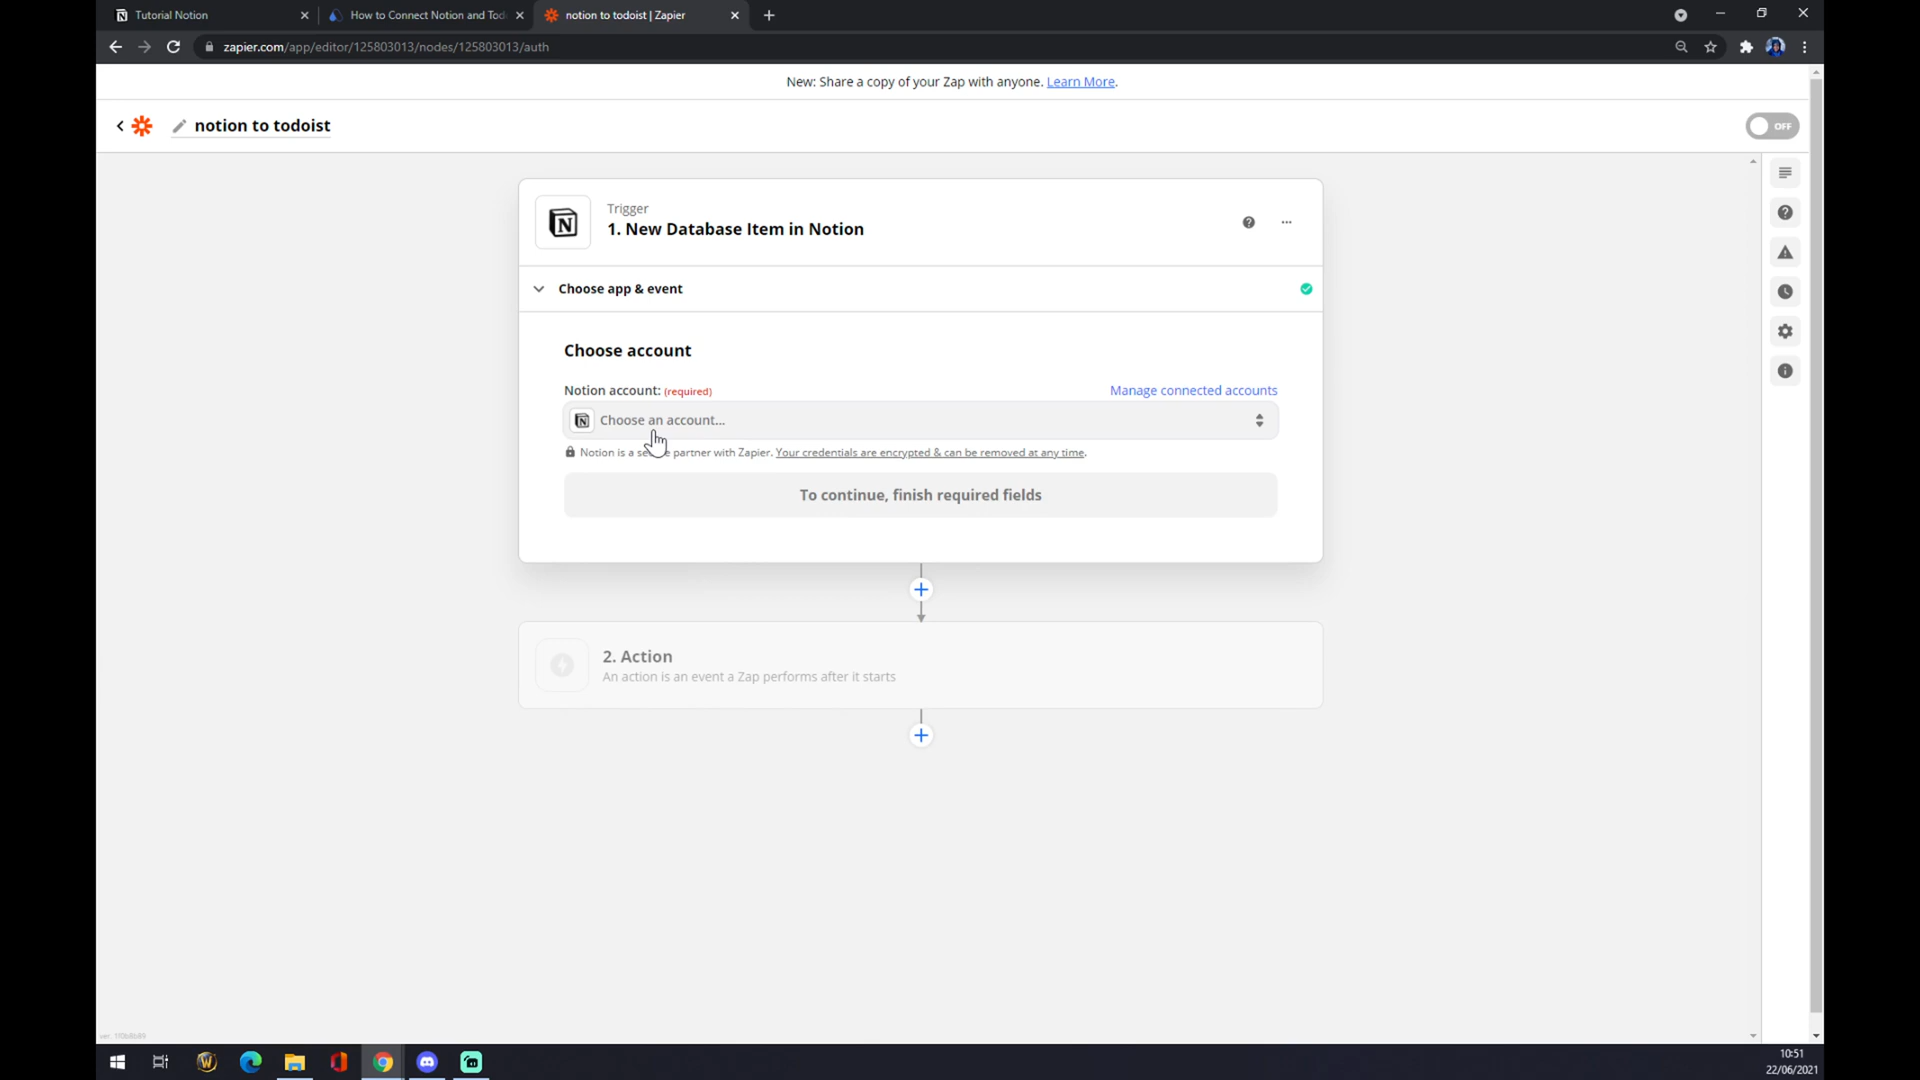 Tutorial Notion
How to Connect Notion and Tod
notion to todoist | Zapier
zapier.com/app/editor/125803013/nodes/125803013/auth
New: Share a copy of your Zap with anyone. Learn More.
notion to todoist
OFF
Trigger
1. New Database Item in Notion
Choose app & event
Choose account
Notion account: (required)
Manage connected accounts
Choose an account...
Notion is a se e partner with Zapier. Your credentials are encrypted & can be removed at any time.
To continue, finish required fields
2. Action
An action is an event a Zap performs after it starts
10:51
22/06/2021